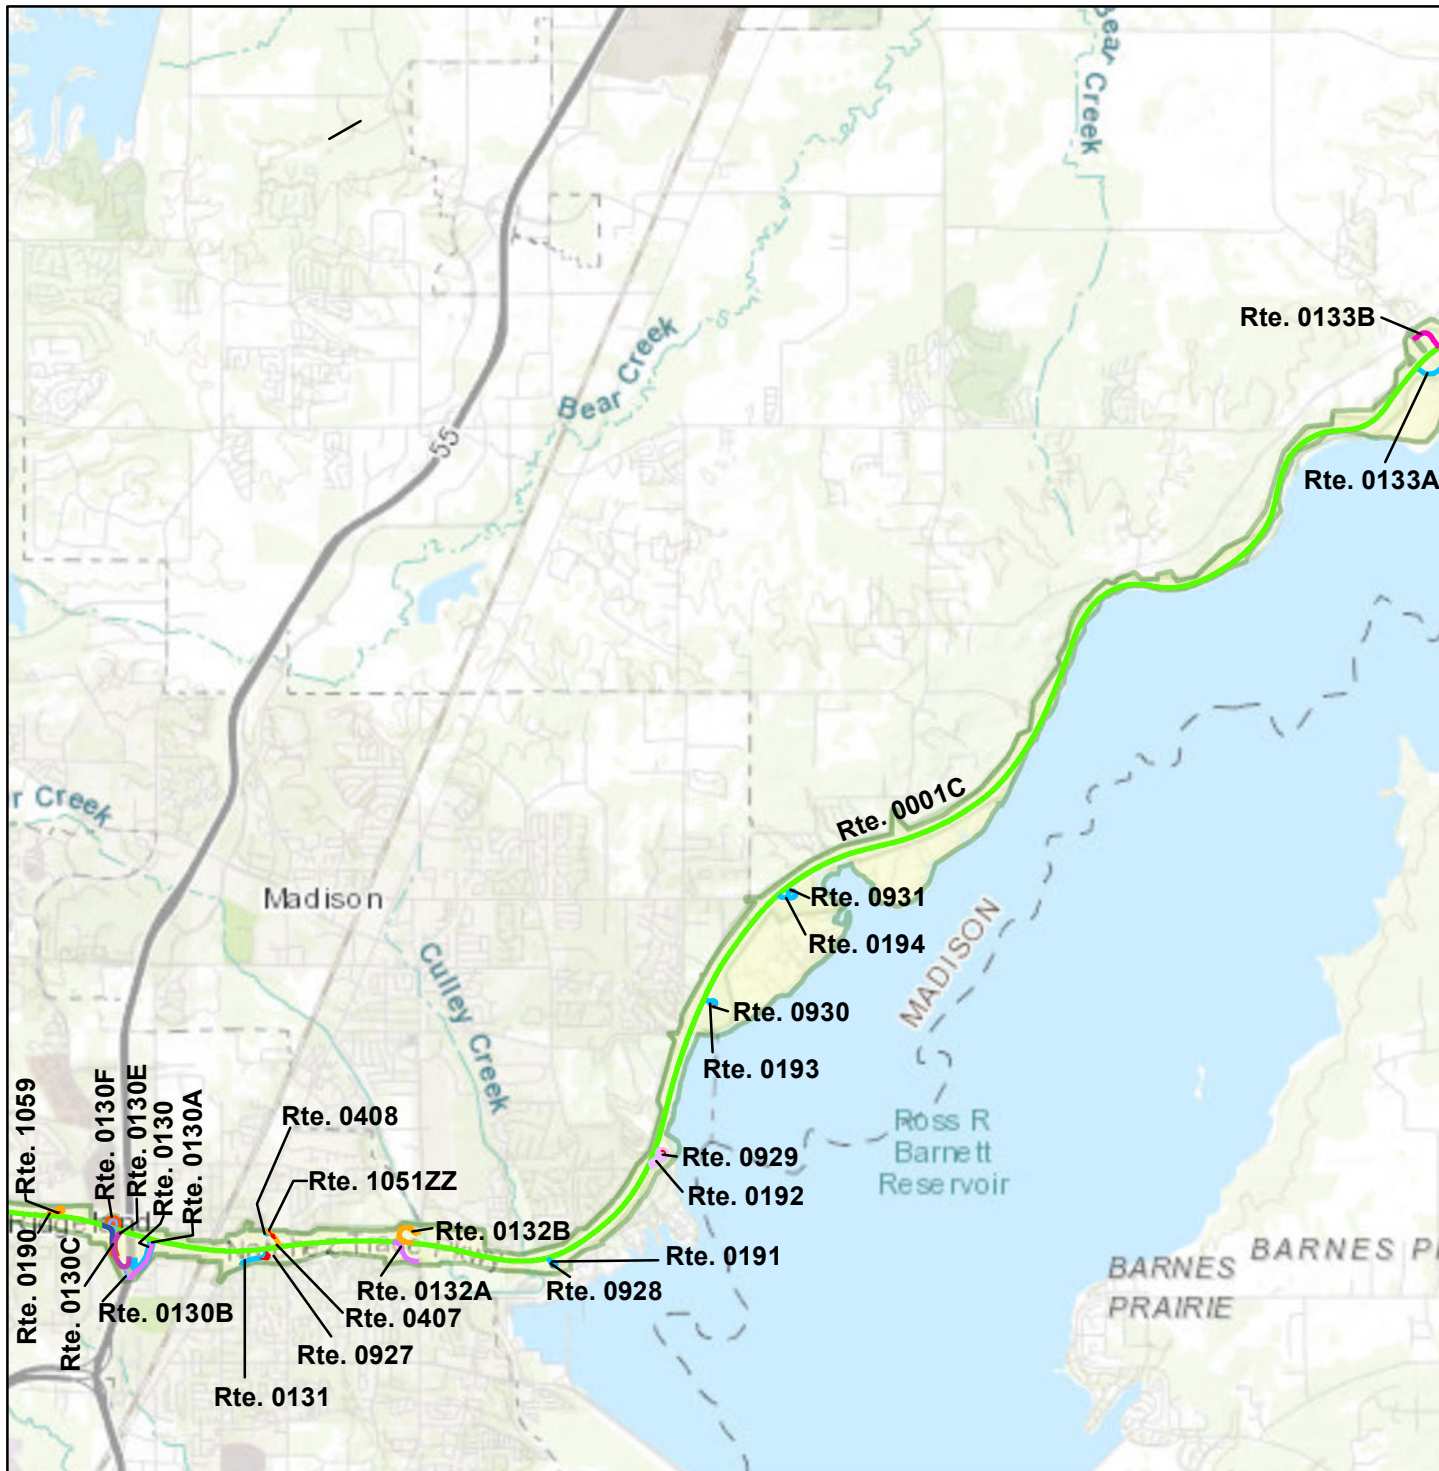 Bear
Creek
Rte. 0133B
Bear Creek
55
Rte. 0133A
Rte. 0001C
r Creek
Madison
Rte. 0931
Rte. 0194
MADISON
Culley Creek
Rte. 0930
Rte. 0193
Rte. 1059
Rte. 0130F
Rte. 0130E
Rte. 0130
Rte. 0130A
Rte. 0408
Ross R
Barnett
Reservoir
Rte. 0929
Rte. 1051ZZ
Rte. 0192
Rte. 0132B
Rte. 0191
Rte. 0190
Rte. 0130C
Rte. 0130B
Rte. 0132A
Rte. 0928
Rte. 0407
Rte. 0927
Rte. 0131
BARNES
PRAIRIE
BARNES P